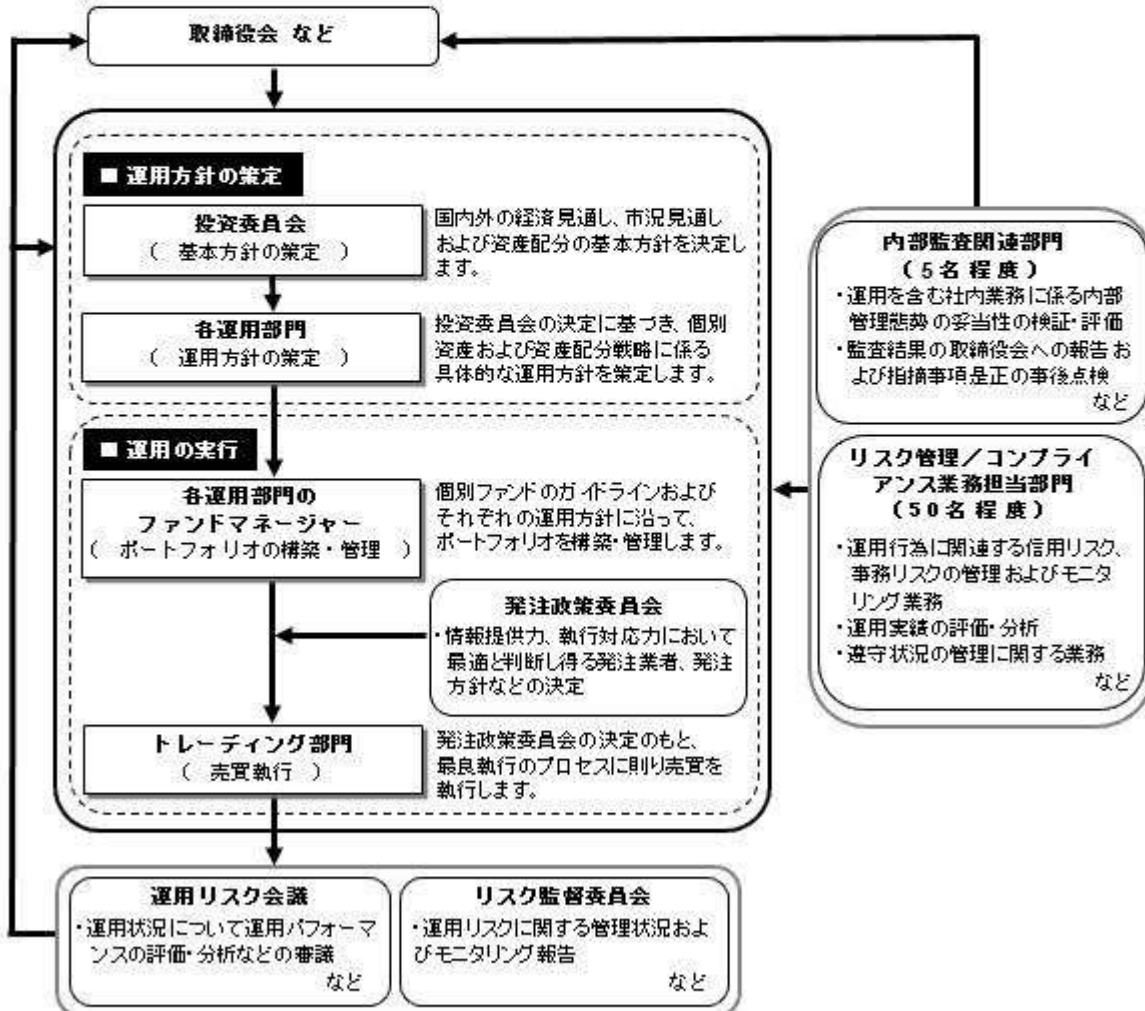 取締役会 など
■ 運用方針の策定
投資委員会
（ 基本方針の策定 ）
国内外の経済見通し、市況見通し
および資産配分の基本方針を決定し
ます。
各運用部門
（ 運用方針の策定 ）
投資委員会の決定に基づき、個別
資産および資産配分戦略に係る
具体的な運用方針を策定します。
■ 運用の実行
各運用部門の
ファンドマネージャー
（ ポートフォリオの構築・管理 ）
個別ファンドのガイドラインおよび
それぞれの運用方針に沿って、
ポートフォリオを構築・管理します。
発注政策委員会
・情報提供力、執行対応力において
最適と判断し得る発注業者、発注
方針などの決定
トレーディング部門
（ 売買執行 ）
発注政策委員会の決定のもと、
最良執行のプロセスに則り売買を
執行します。
内部監査関連部門
（5名程度）
・運用を含む社内業務に係る内部
管理態勢の妥当性の検証・評価
・監査結果の取締役会への報告お
よび指摘事項是正の事後点検
など
リスク管理／コンプライ
アンス業務担当部門
（50名程度）
・運用行為に関連する信用リスク、
事務リスクの管理およびモニタ
リング業務
・運用実績の評価・分析
・遵守状況の管理に関する業務
など
運用リスク会議
・運用状況について運用パフォーマ
ンスの評価・分析などの審議
など
リスク監督委員会
・運用リスクに関する管理状況およ
びモニタリング報告
など